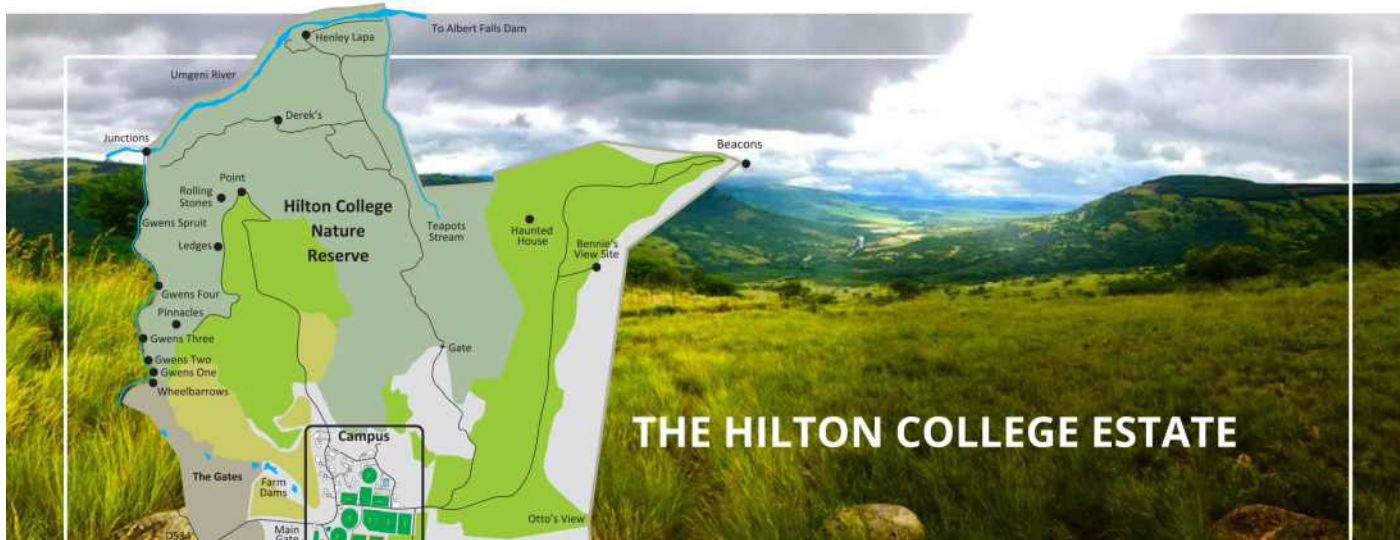 To Albert Falls Dam
Henley Lapa
Umgeni River
Derek's
Junctions
Beacons
Point
Rolling
Stones
Hilton College
Nature
Reserve
Gwens Spruit
Teapots
Stream
Haunted
House
Ledges
Bennie's
View Site
Gwens Four
Pinnacles
Gwens Three
Gate
Gwens Two
Gwens One
Wheelbarrows
THE HILTON COLLEGE ESTATE
Campus
The Gates
Farm
Dams
Otto's View
Main
Gate
D534